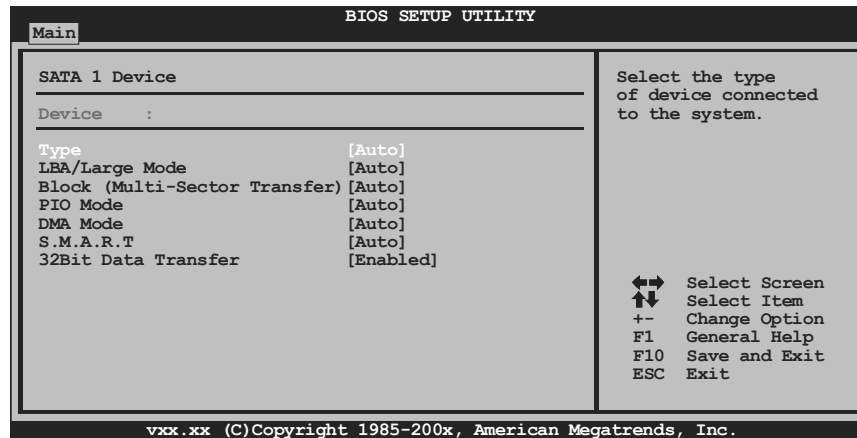 BIOS SETUP UTILITY
Main
SATA 1 Device
Device :
Type [Auto]
LBA/Large Mode [Auto]
Block (Multi-Sector Transfer) [Auto]
PIO Mode [Auto]
DMA Mode [Auto]
S.M.A.R.T [Auto]
32Bit Data Transfer [Enabled]
Select the type
of device connected
to the system.
Select Screen
Select Item
+- Change Option
F1 General Help
F10 Save and Exit
ESC Exit
vxx.xx (C)Copyright 1985-200x, American Megatrends, Inc.